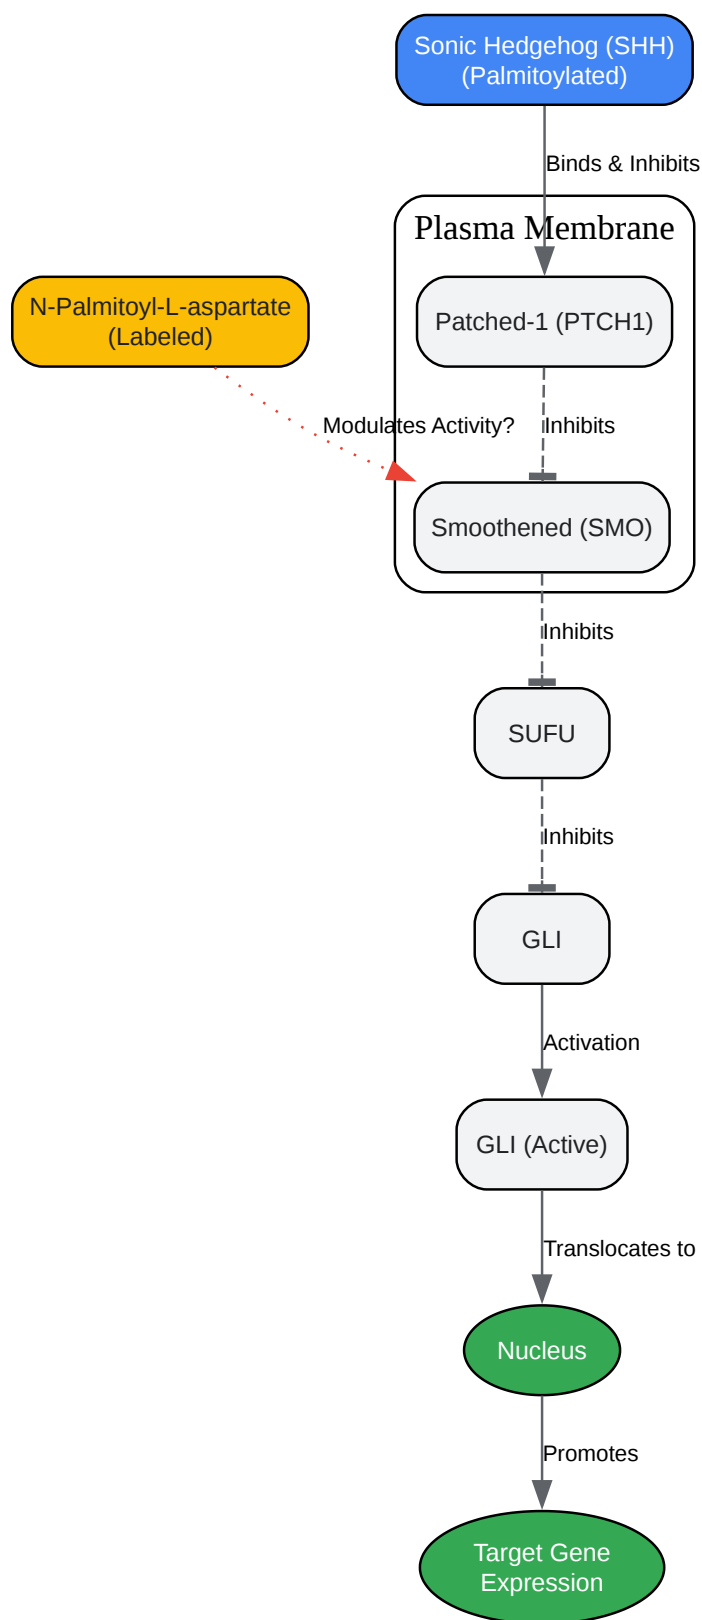 Sonic Hedgehog (SHH)
(Palmitoylated)
Binds & Inhibits
Plasma Membrane
N-Palmitoyl-L-aspartate
(Labeled)
Patched-1 (PTCH1)
Modulates Activity?
Inhibits
Smoothened (SMO)
Inhibits
SUFU
Inhibits
GLI
Activation
GLI (Active)
Translocates to
Nucleus
Promotes
Target Gene
Expression